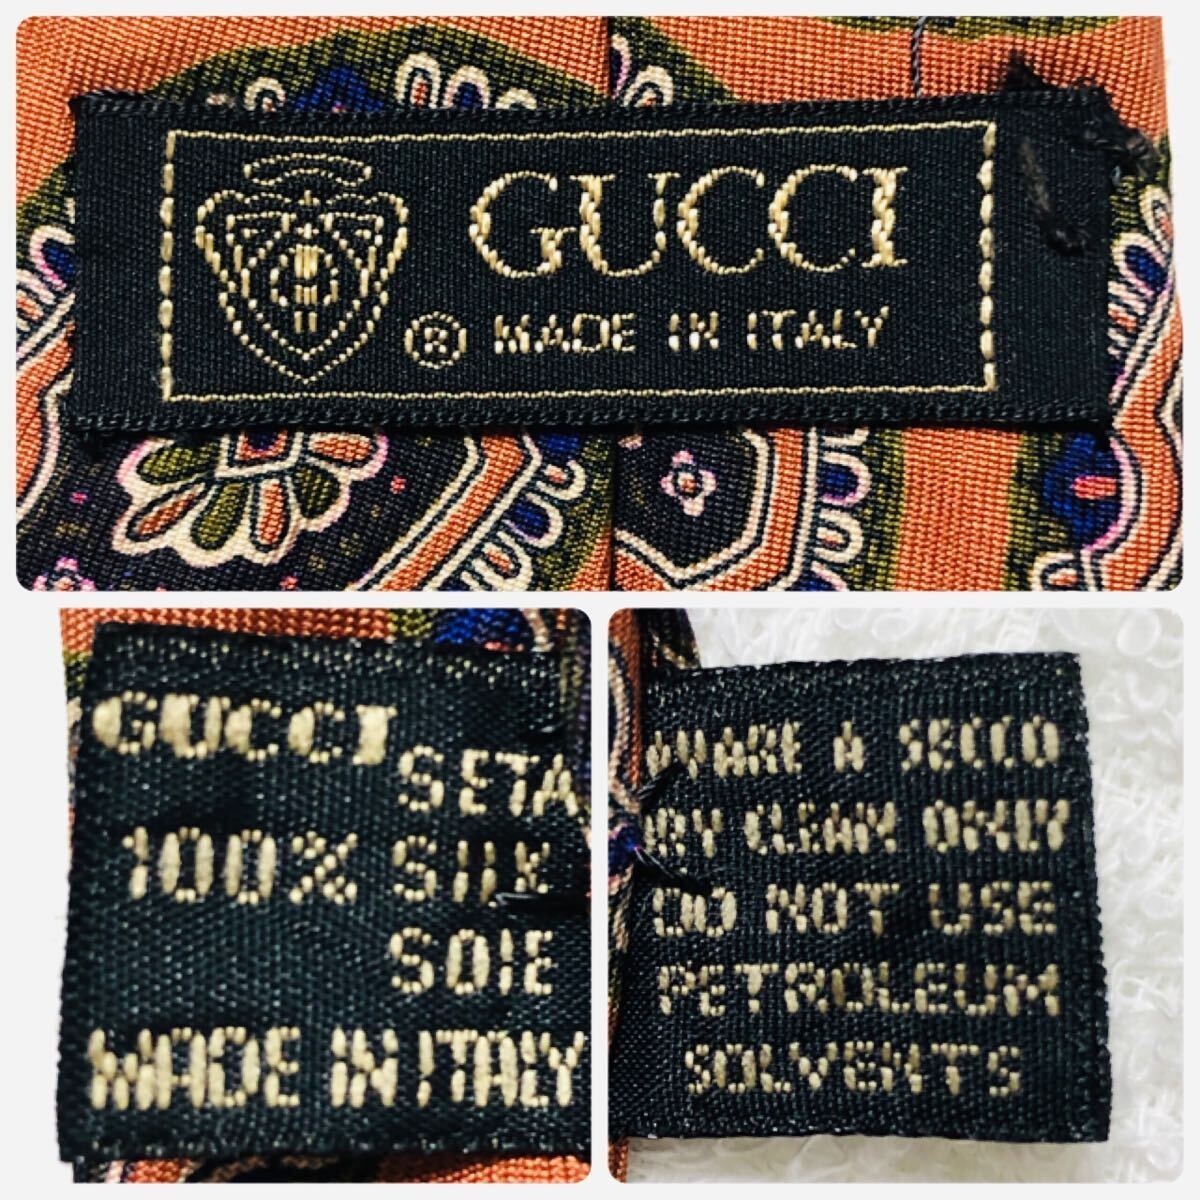 GUCCI
® MADE IN ITALY
GUCCI
SETA
100% SILK
SOIE
MADE IN ITALY
A SECCO
CLEAN ONLY
DO NOT USE
PETROLEUM
SOLVENTS